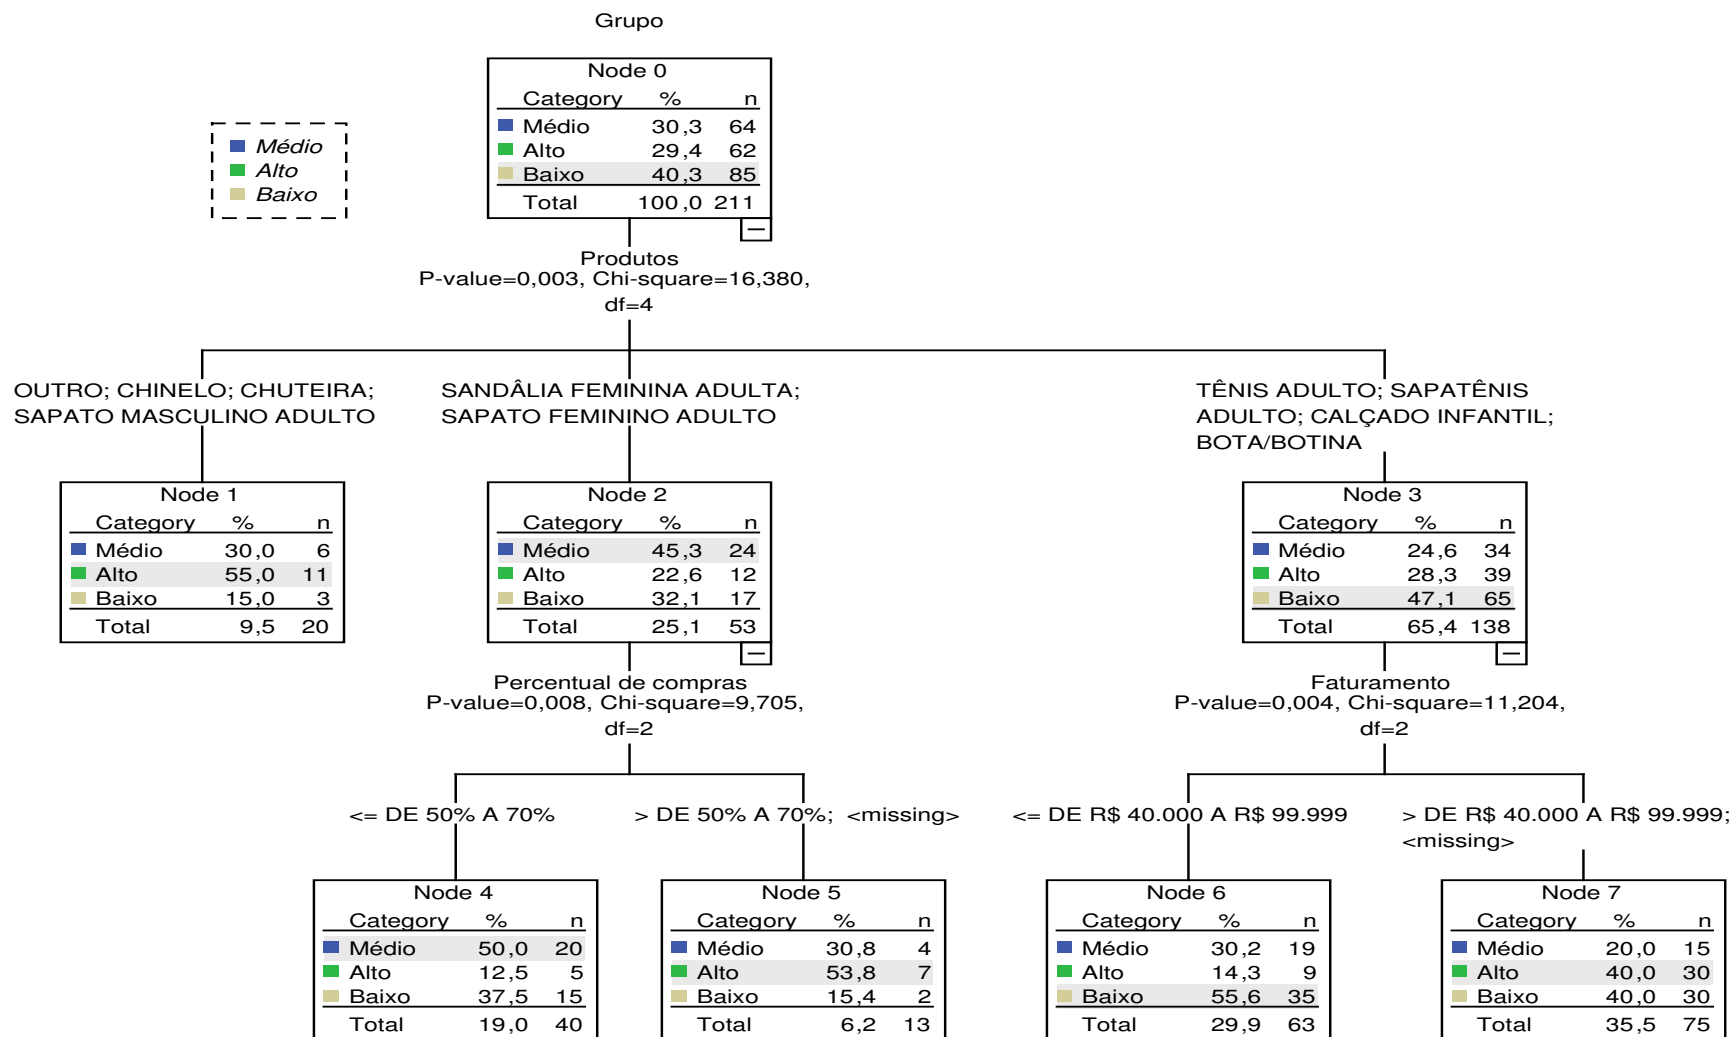 Grupo
Node 0
Category % n
Médio 30,3 64
Alto 29,4 62
Baixo 40,3 85
Total 100,0 211
Médio
Alto
Baixo
Produtos
P-value=0,003, Chi-square=16,380,
df=4
OUTRO; CHINELO; CHUTEIRA;
SAPATO MASCULINO ADULTO
SANDÂLIA FEMININA ADULTA;
SAPATO FEMININO ADULTO
TÊNIS ADULTO; SAPATÊNIS
ADULTO; CALÇADO INFANTIL;
BOTA/BOTINA
Node 1
Category % n
Médio 30,0 6
Alto 55,0 11
Baixo 15,0 3
Total 9,5 20
Node 2
Category % n
Médio 45,3 24
Alto 22,6 12
Baixo 32,1 17
Total 25,1 53
Node 3
Category % n
Médio 24,6 34
Alto 28,3 39
Baixo 47,1 65
Total 65,4 138
Percentual de compras
P-value=0,008, Chi-square=9,705,
df=2
Faturamento
P-value=0,004, Chi-square=11,204,
df=2
<= DE 50% A 70%
> DE 50% A 70%; <missing>
<= DE R$ 40.000 A R$ 99.999
> DE R$ 40.000 A R$ 99.999;
<missing>
Node 4
Category % n
Médio 50,0 20
Alto 12,5 5
Baixo 37,5 15
Total 19,0 40
Node 5
Category % n
Médio 30,8 4
Alto 53,8 7
Baixo 15,4 2
Total 6,2 13
Node 6
Category % n
Médio 30,2 19
Alto 14,3 9
Baixo 55,6 35
Total 29,9 63
Node 7
Category % n
Médio 20,0 15
Alto 40,0 30
Baixo 40,0 30
Total 35,5 75